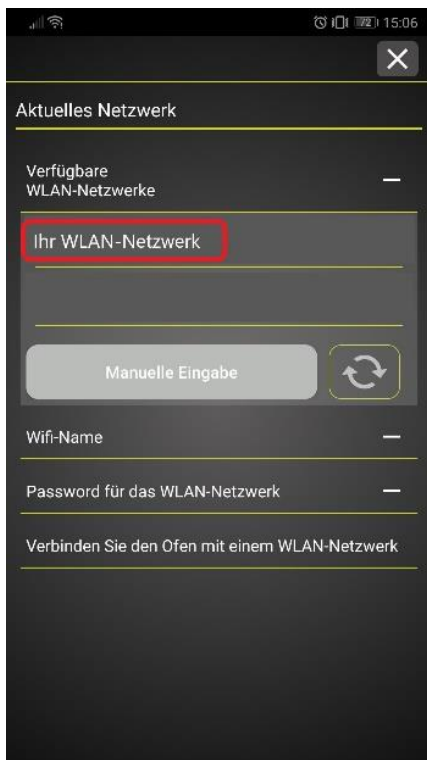 72 15:06
Aktuelles Netzwerk
Verfügbare
WLAN-Netzwerke
Ihr WLAN-Netzwerk
Manuelle Eingabe
Wifi-Name
Password für das WLAN-Netzwerk
Verbinden Sie den Ofen mit einem WLAN-Netzwerk